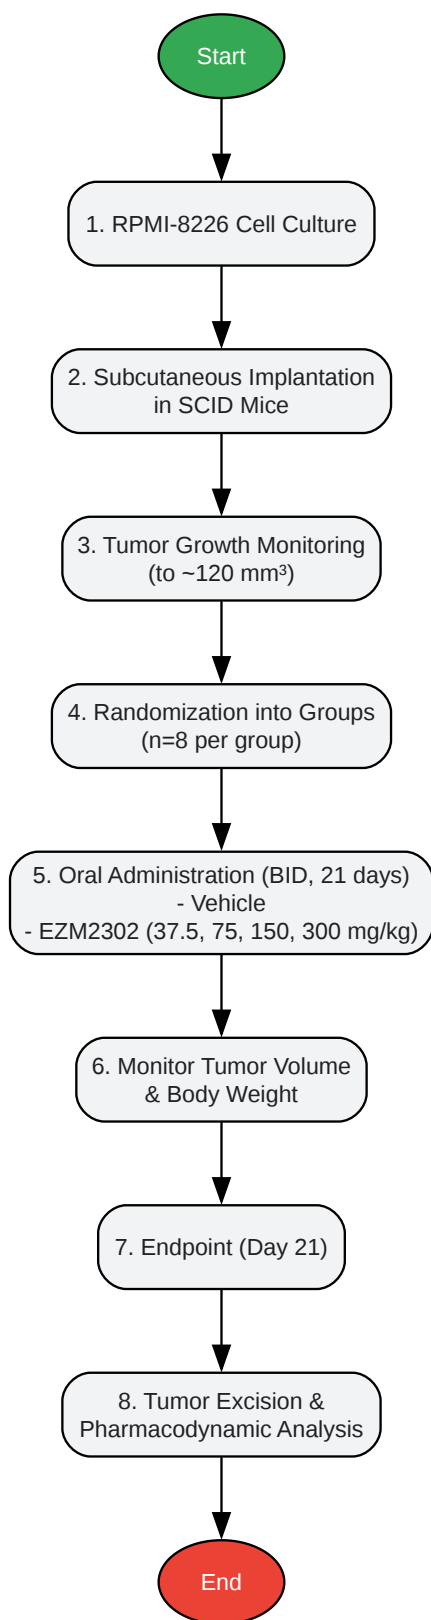 Start
1. RPMI-8226 Cell Culture
2. Subcutaneous Implantation
in SCID Mice
3. Tumor Growth Monitoring
(to ~120 mm³)
4. Randomization into Groups
(n=8 per group)
5. Oral Administration (BID, 21 days)
- Vehicle
- EZM2302 (37.5, 75, 150, 300 mg/kg)
6. Monitor Tumor Volume
& Body Weight
7. Endpoint (Day 21)
8. Tumor Excision &
Pharmacodynamic Analysis
End